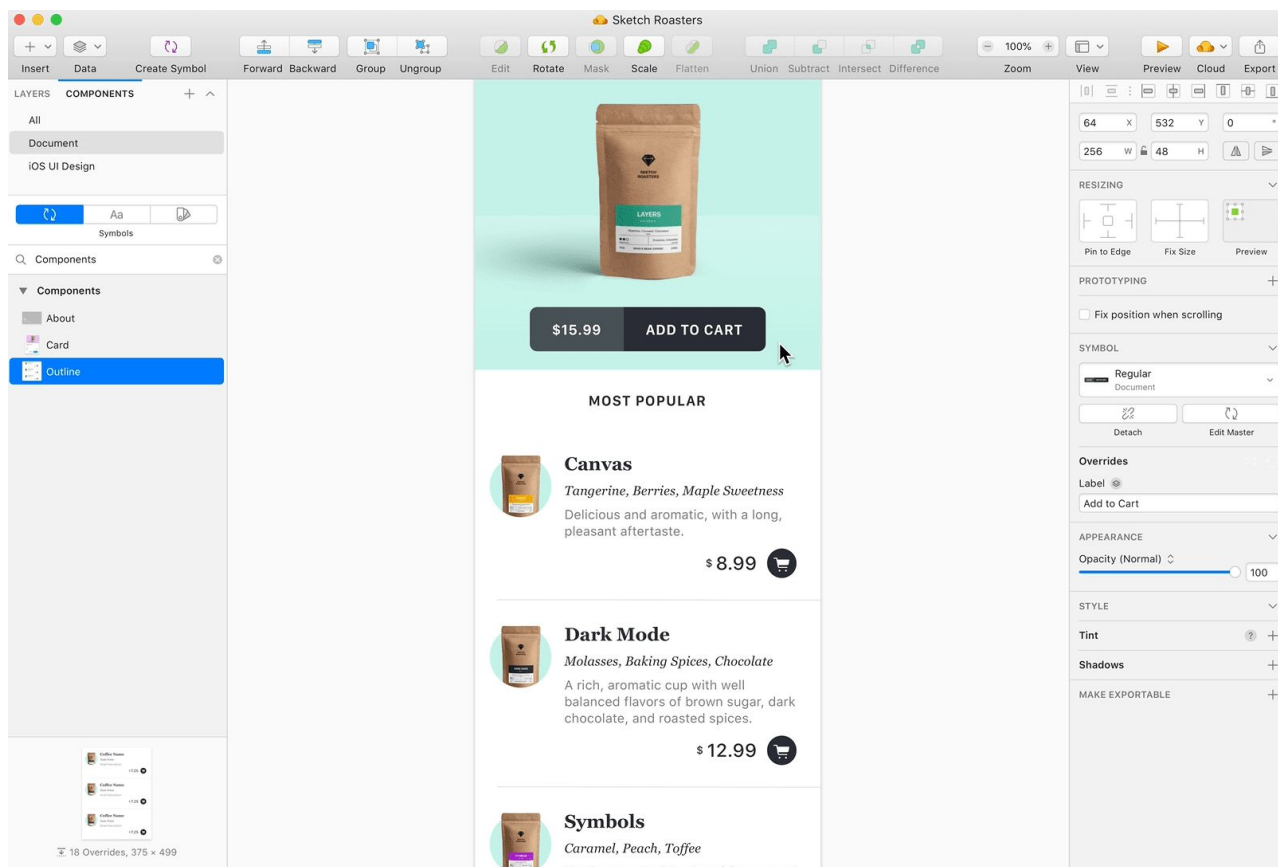 Sketch Roasters
Insert
Data
Create Symbol
Forward
Backward
Group
Ungroup
Edit
Rotate
Mask
Scale
Flatten
Union
Subtract
Intersect
Difference
100%
Zoom
View
Preview
Cloud
Export
LAYERS
COMPONENTS
All
Document
iOS UI Design
Aa
Symbols
Components
Components
About
Card
Outline
18 Overrides, 375 × 499
LAYERS
$15.99
ADD TO CART
MOST POPULAR
Canvas
Tangerine, Berries, Maple Sweetness
Delicious and aromatic, with a long,
pleasant aftertaste.
$ 8.99
Dark Mode
Molasses, Baking Spices, Chocolate
A rich, aromatic cup with well
balanced flavors of brown sugar, dark
chocolate, and roasted spices.
$ 12.99
Symbols
Caramel, Peach, Toffee
64 X
532 Y
0 °
256 W
48 H
RESIZING
Pin to Edge
Fix Size
Preview
PROTOTYPING
Fix position when scrolling
SYMBOL
Regular
Document
Detach
Edit Master
Overrides
Label
Add to Cart
APPEARANCE
Opacity (Normal)
100
STYLE
Tint
?
Shadows
MAKE EXPORTABLE